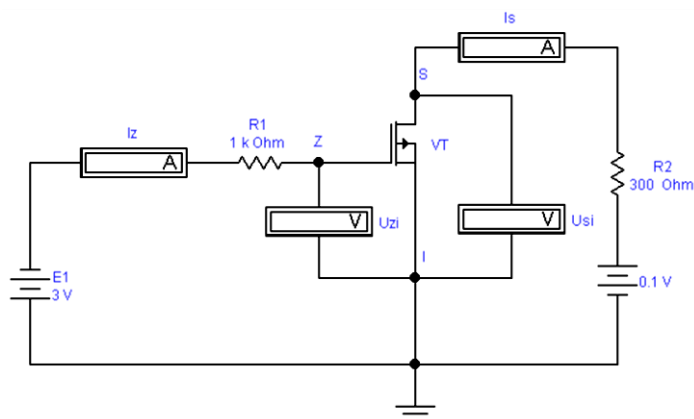 Is
A
S
R1
1 k Ohm
Iz
Z
A
VT
R2
300 Ohm
V
Uzi
V
Usi
I
E1
3 V
0.1 V